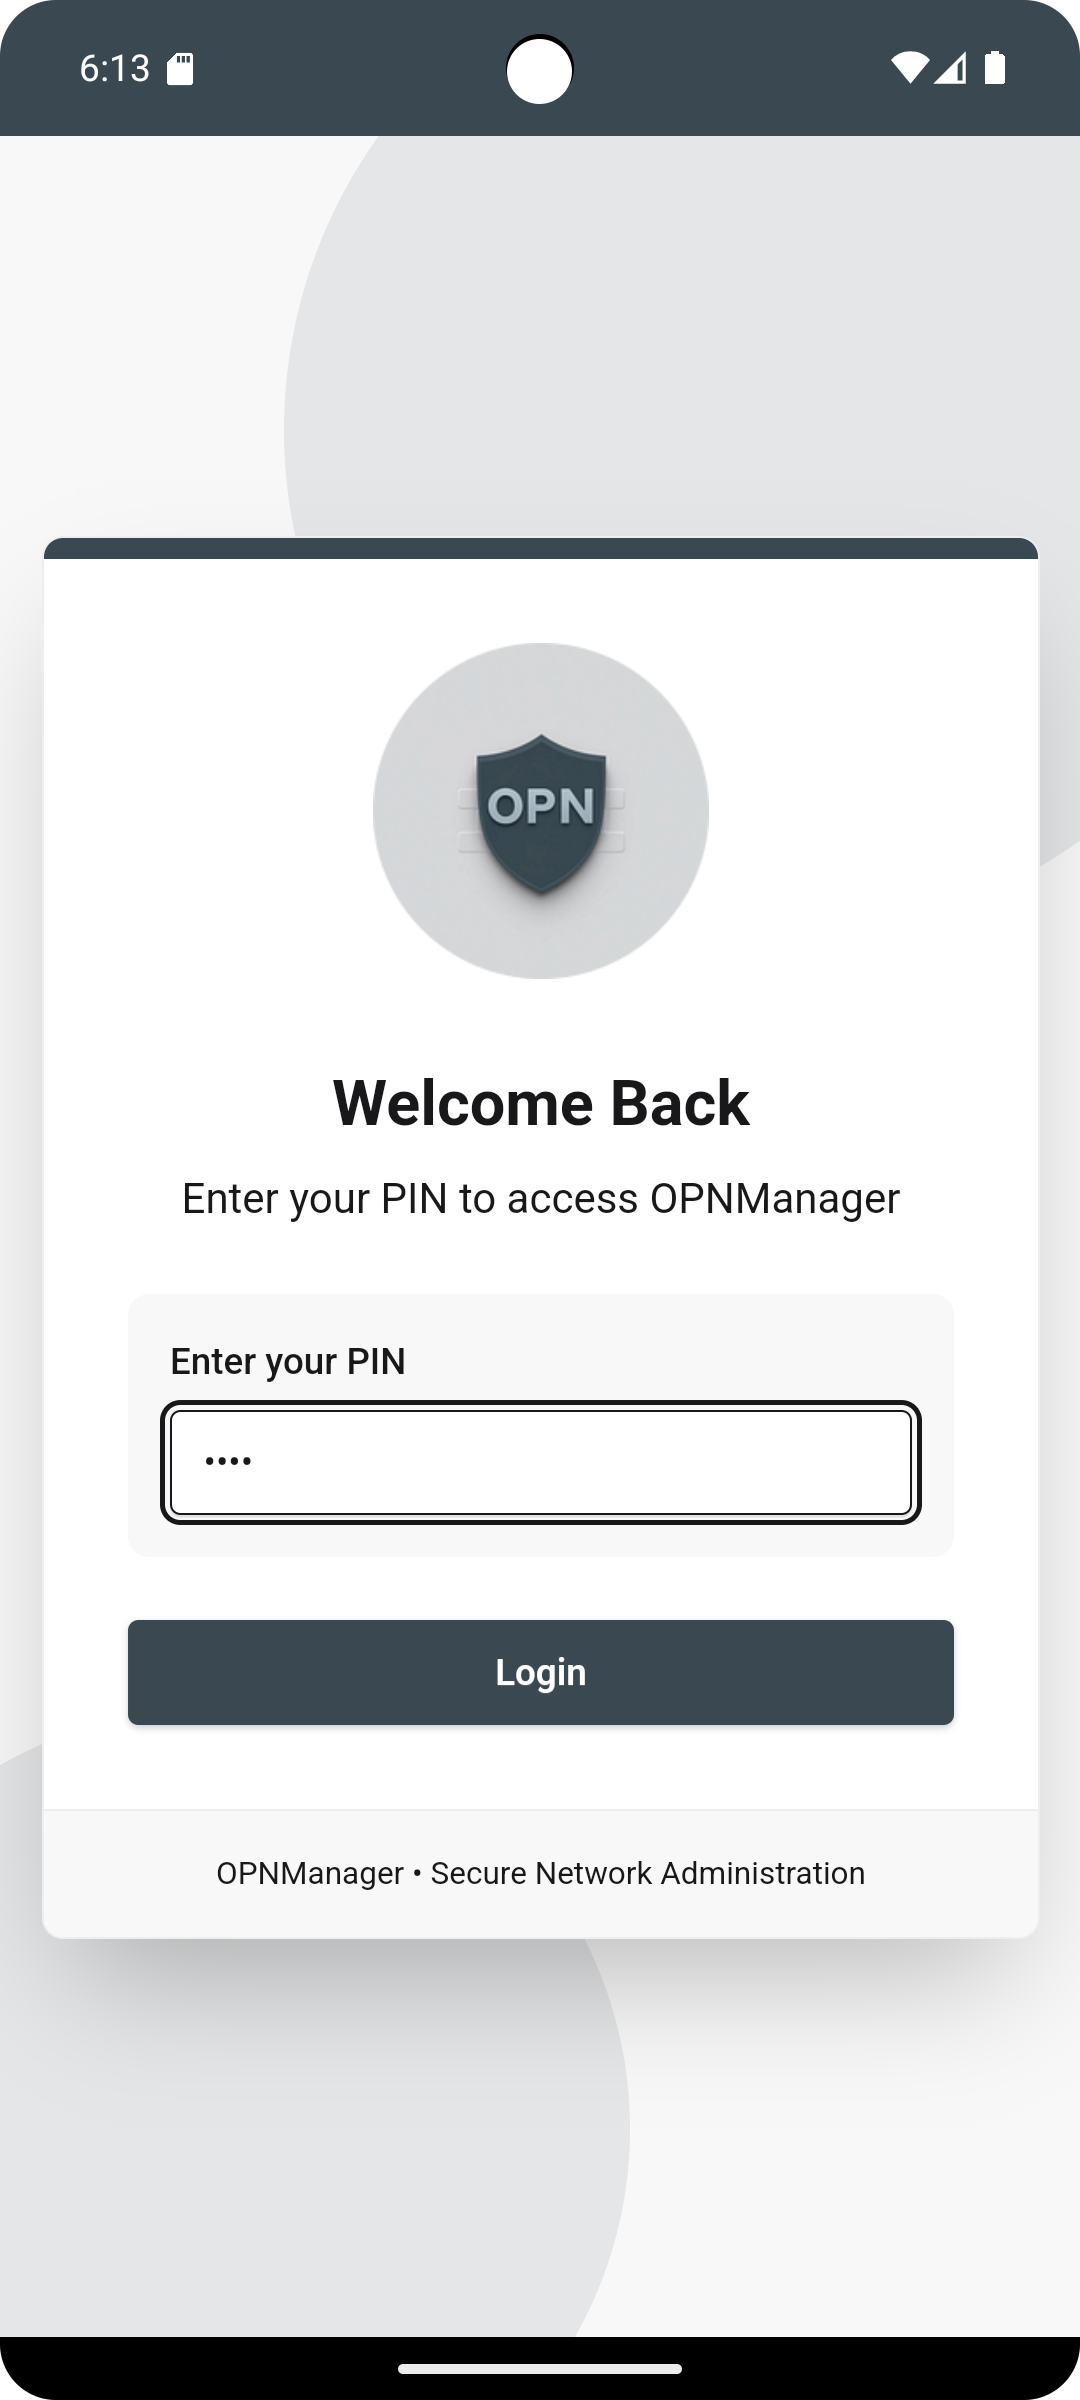 6:13
OPN
Welcome Back
Enter your PIN to access OPNManager
Enter your PIN
••••
Login
OPNManager • Secure Network Administration